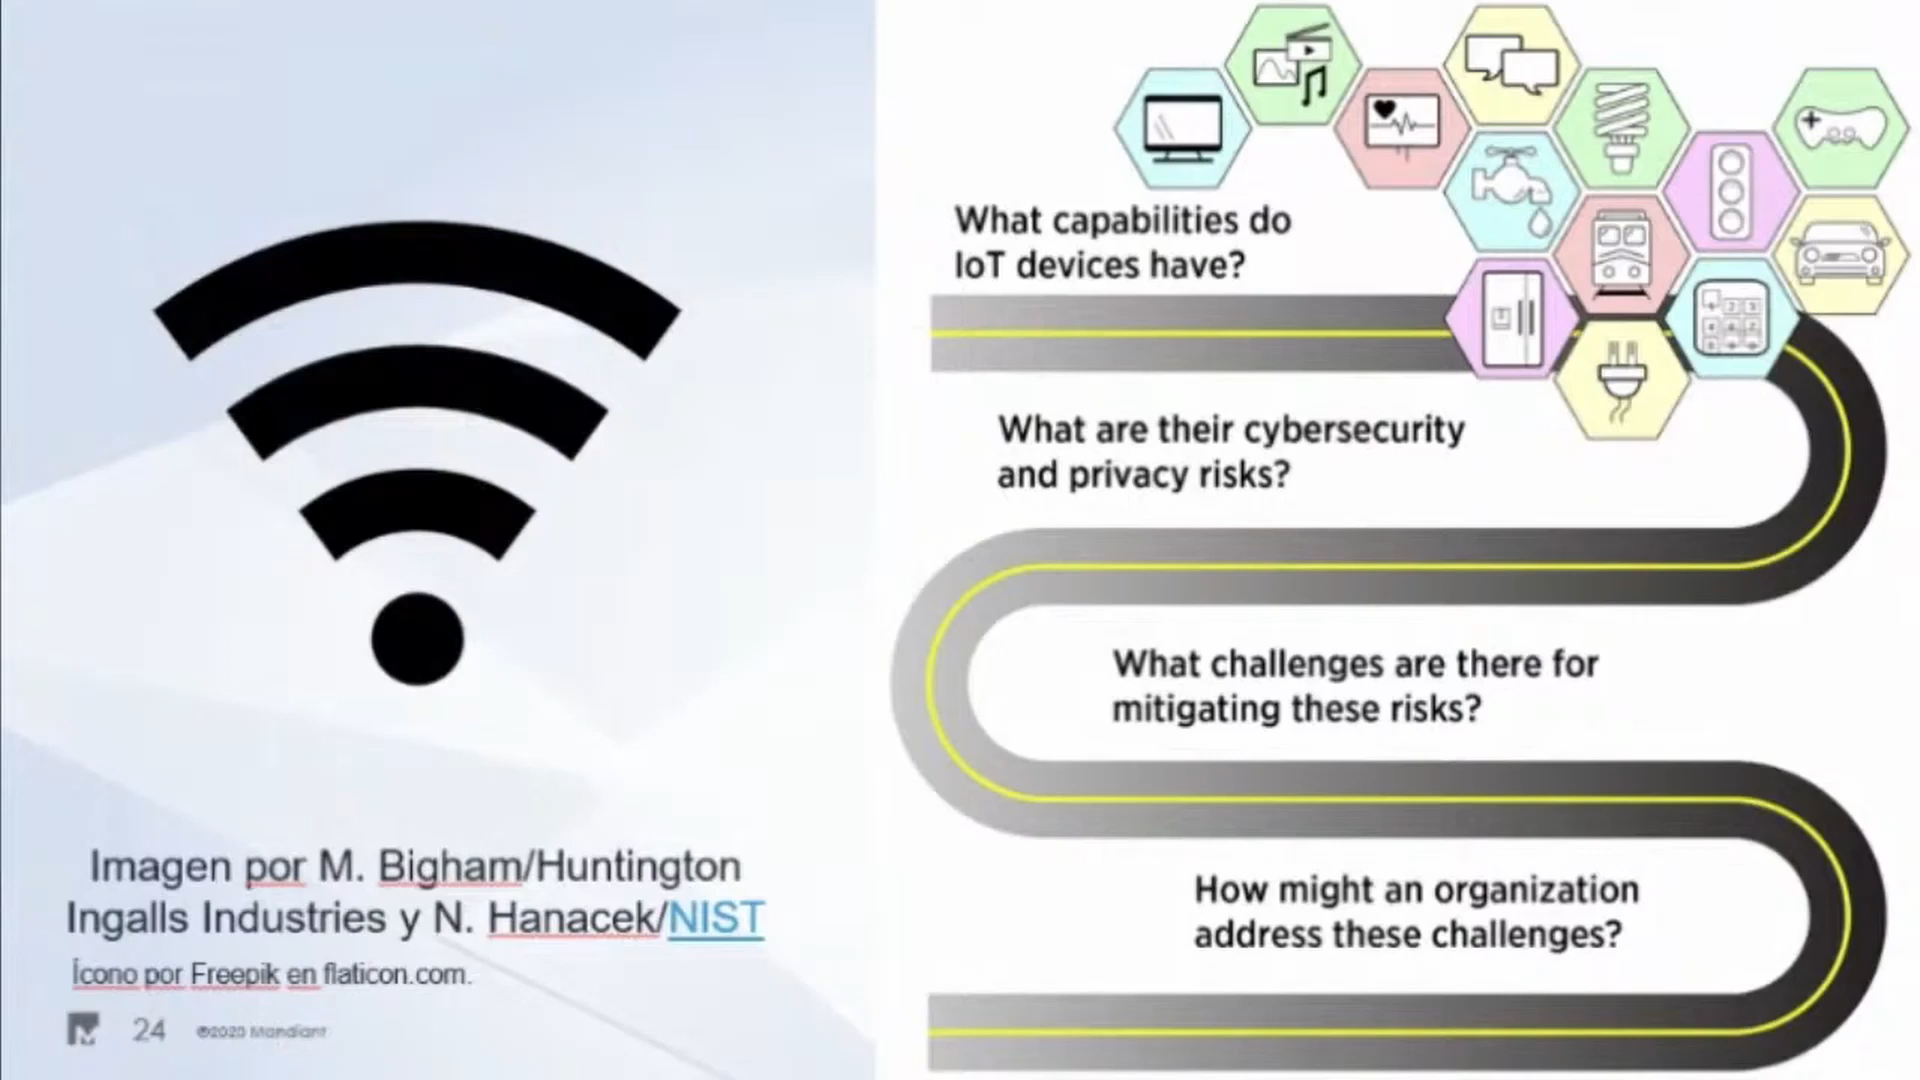 What capabilities do
IoT devices have?
What are their cybersecurity
and privacy risks?
What challenges are there for
mitigating these risks?
How might an organization
address these challenges?
Imagen por M. Bigham/Huntington
Ingalls Industries y N. Hanacek/NIST
Ícono por Freepik en flaticon.com.
24 ©2020 Mandiant